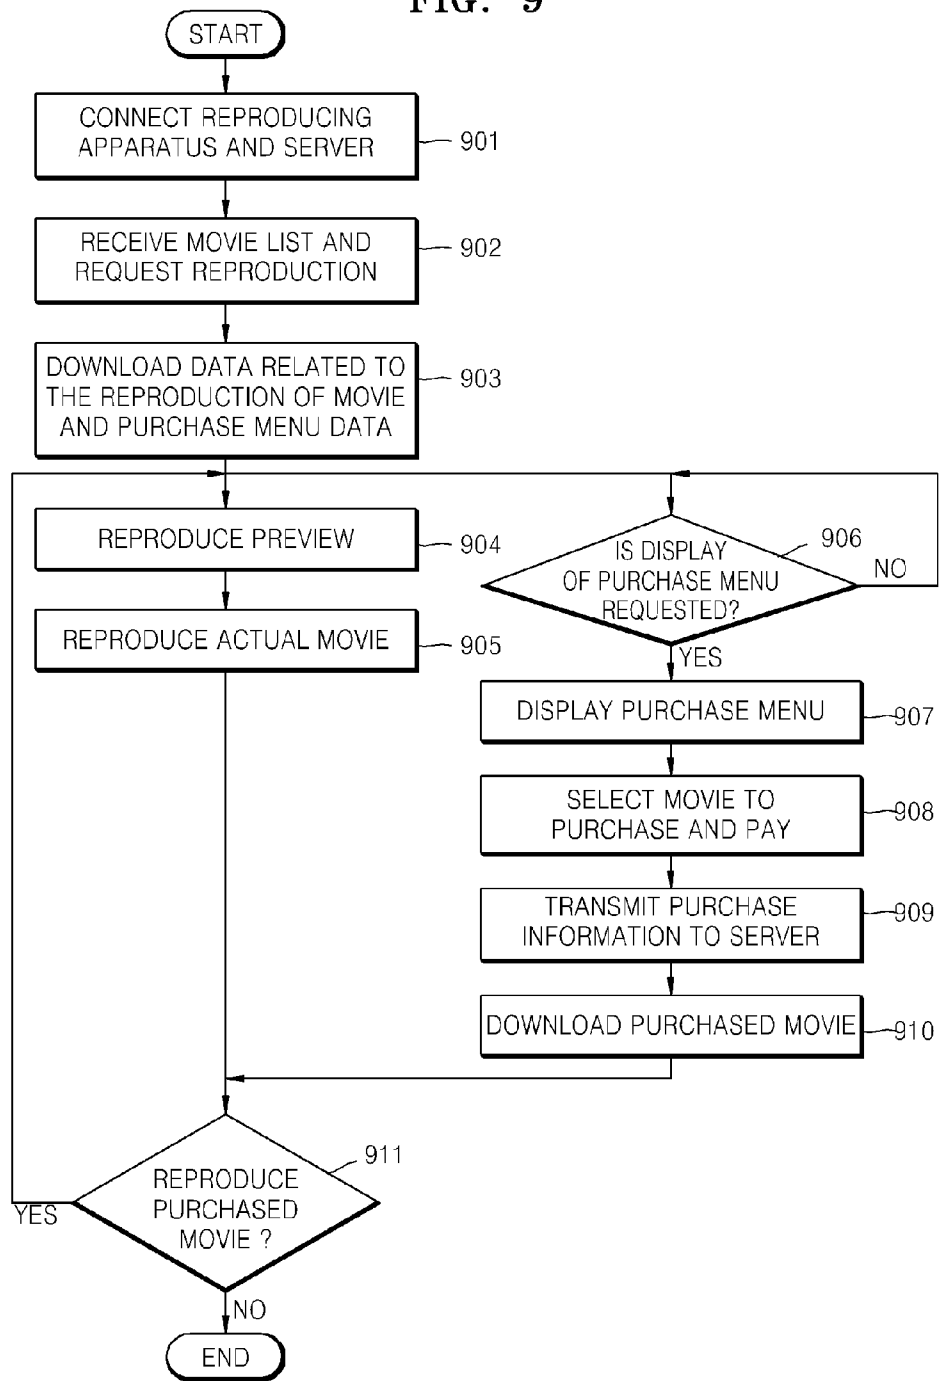 FIG. 9
START
CONNECT REPRODUCING
APPARATUS AND SERVER
901
RECEIVE MOVIE LIST AND
REQUEST REPRODUCTION
902
DOWNLOAD DATA RELATED TO
THE REPRODUCTION OF MOVIE
AND PURCHASE MENU DATA
903
REPRODUCE PREVIEW
904
REPRODUCE ACTUAL MOVIE
905
IS DISPLAY
OF PURCHASE MENU
REQUESTED?
906
NO
YES
DISPLAY PURCHASE MENU
907
SELECT MOVIE TO
PURCHASE AND PAY
908
TRANSMIT PURCHASE
INFORMATION TO SERVER
909
DOWNLOAD PURCHASED MOVIE
910
REPRODUCE
PURCHASED
MOVIE ?
911
YES
NO
END